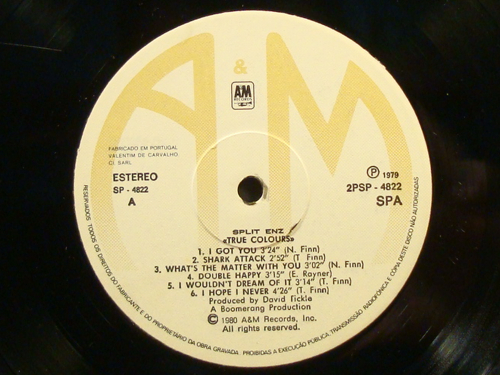 A & M
AM
RECORDS
FABRICADO EM PORTUGAL
VALENTIM DE CARVALHO
CI. SARL
ESTEREO
SP - 4822
A
P 1979
2PSP - 4822
SPA
SPLIT ENZ
«TRUE COLOURS»
1. I GOT YOU 3'24" (N. Finn)
2. SHARK ATTACK 2'52" (T. Finn)
3. WHAT'S THE MATTER WITH YOU 3'02" (N. Finn)
4. DOUBLE HAPPY 3'15" (E. Rayner)
5. I WOULDN'T DREAM OF IT 3'14" (T. Finn)
6. I HOPE I NEVER 4'26" (T. Finn)
Produced by David Tickle
A Boomerang Production
© 1980 A&M Records, Inc.
All rights reserved.
RESERVADOS TODOS OS DIREITOS DO FABRICANTE E DO PROPRIETÁRIO DA OBRA GRAVADA. PROIBIDAS A EXECUÇÃO PÚBLICA, TRANSMISSÃO RADIOFÓNICA E CÓPIA DESTE DISCO NÃO AUTORIZADAS